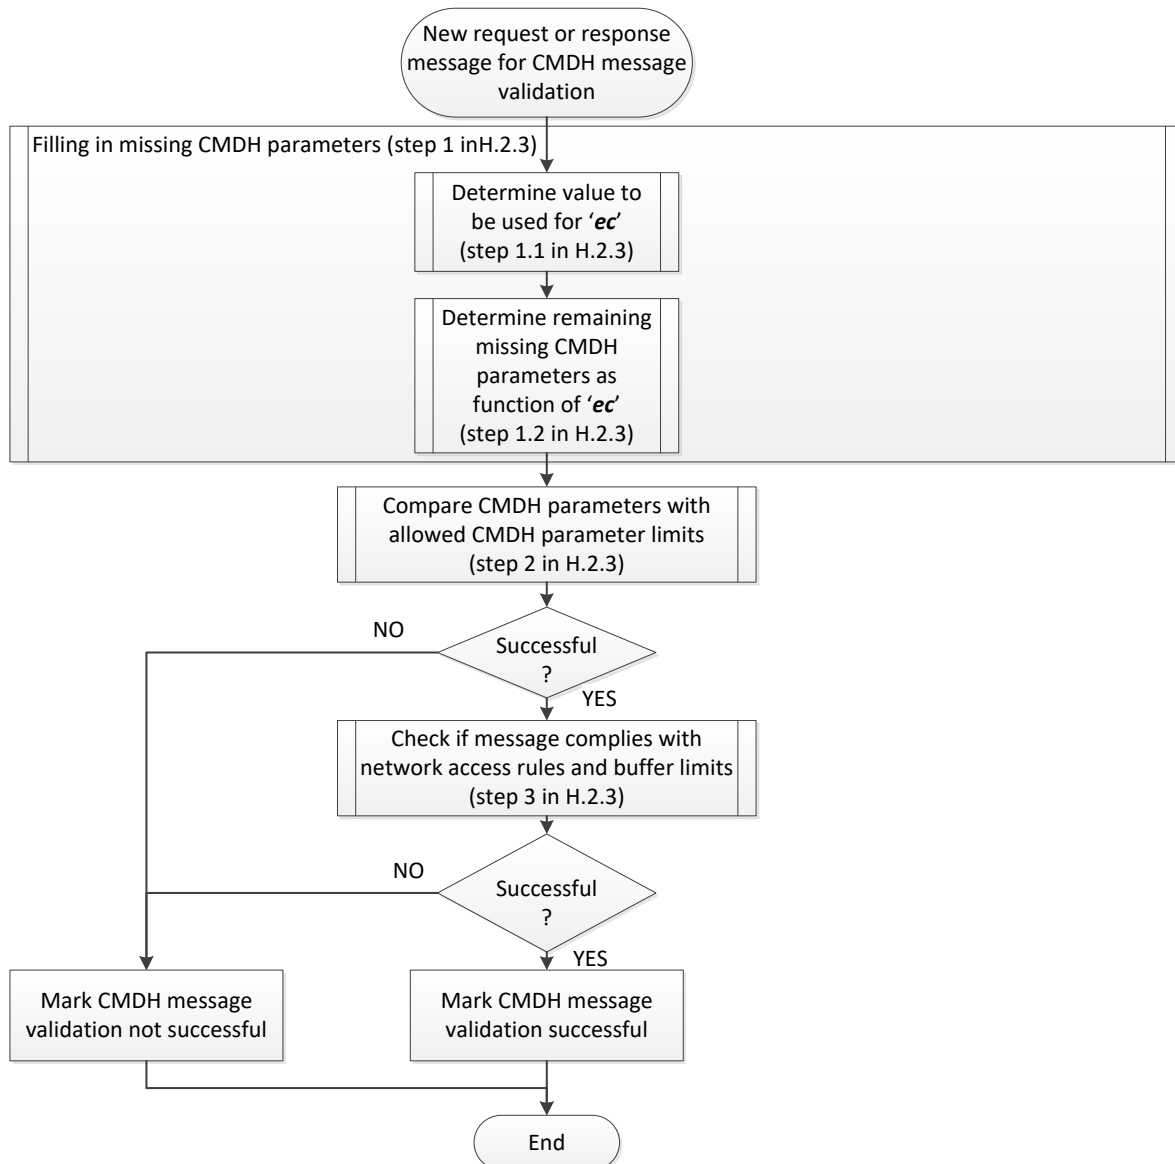 New request or response
message for CMDH message
validation
Filling in missing CMDH parameters (step 1 inH.2.3)
Determine value to
be used for ‘ec’
(step 1.1 in H.2.3)
Determine remaining
missing CMDH
parameters as
function of ‘ec’
(step 1.2 in H.2.3)
Compare CMDH parameters with
allowed CMDH parameter limits
(step 2 in H.2.3)
NO
Successful
?
YES
Check if message complies with
network access rules and buffer limits
(step 3 in H.2.3)
NO
Successful
?
YES
Mark CMDH message
validation not successful
Mark CMDH message
validation successful
End